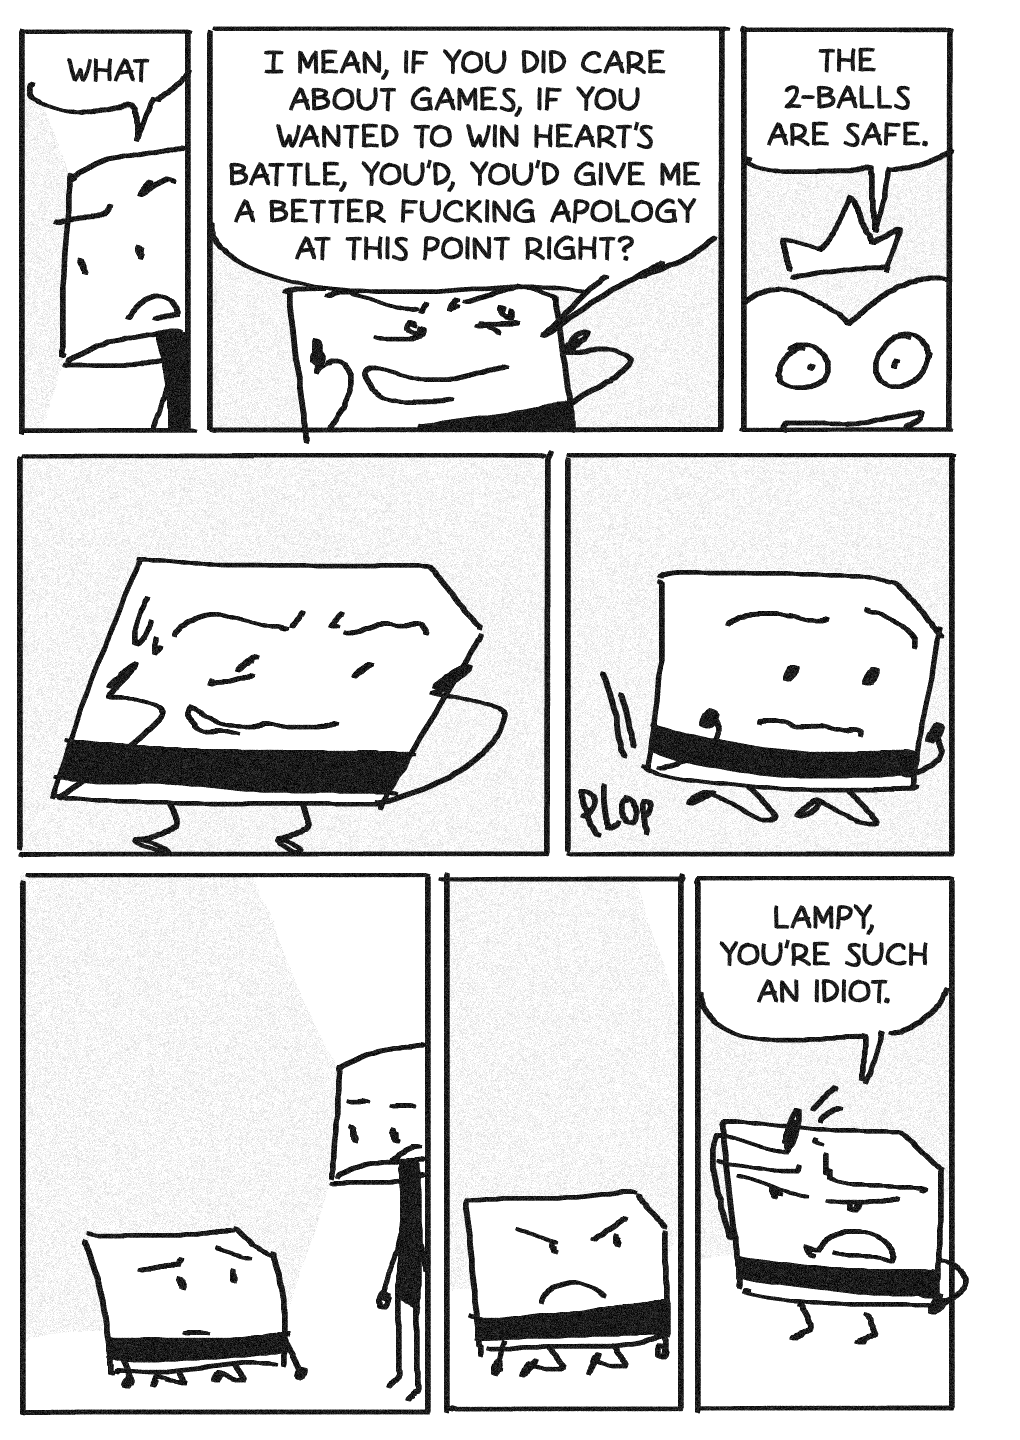 WHAT
I MEAN, IF YOU DID CARE
ABOUT GAMES, IF YOU
WANTED TO WIN HEART'S
BATTLE, YOU'D, YOU'D GIVE ME
A BETTER FUCKING APOLOGY
AT THIS POINT RIGHT?
THE
2-BALLS
ARE SAFE.
PLOP
LAMPY,
YOU'RE SUCH
AN IDIOT.